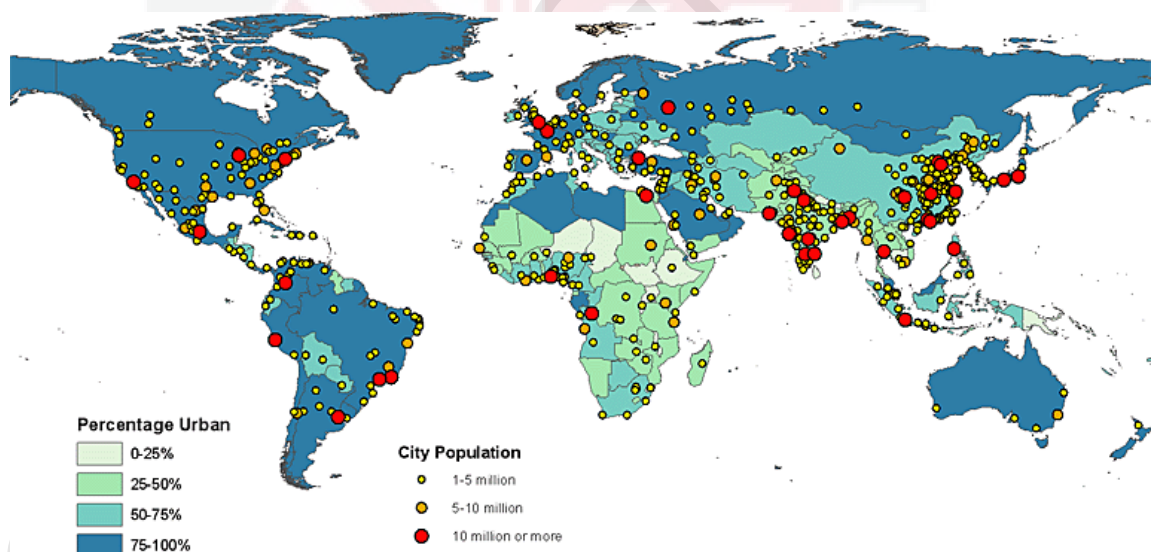 Percentage Urban
0-25%
25-50%
50-75%
75-100%
City Population
1-5 million
5-10 million
10 million or more